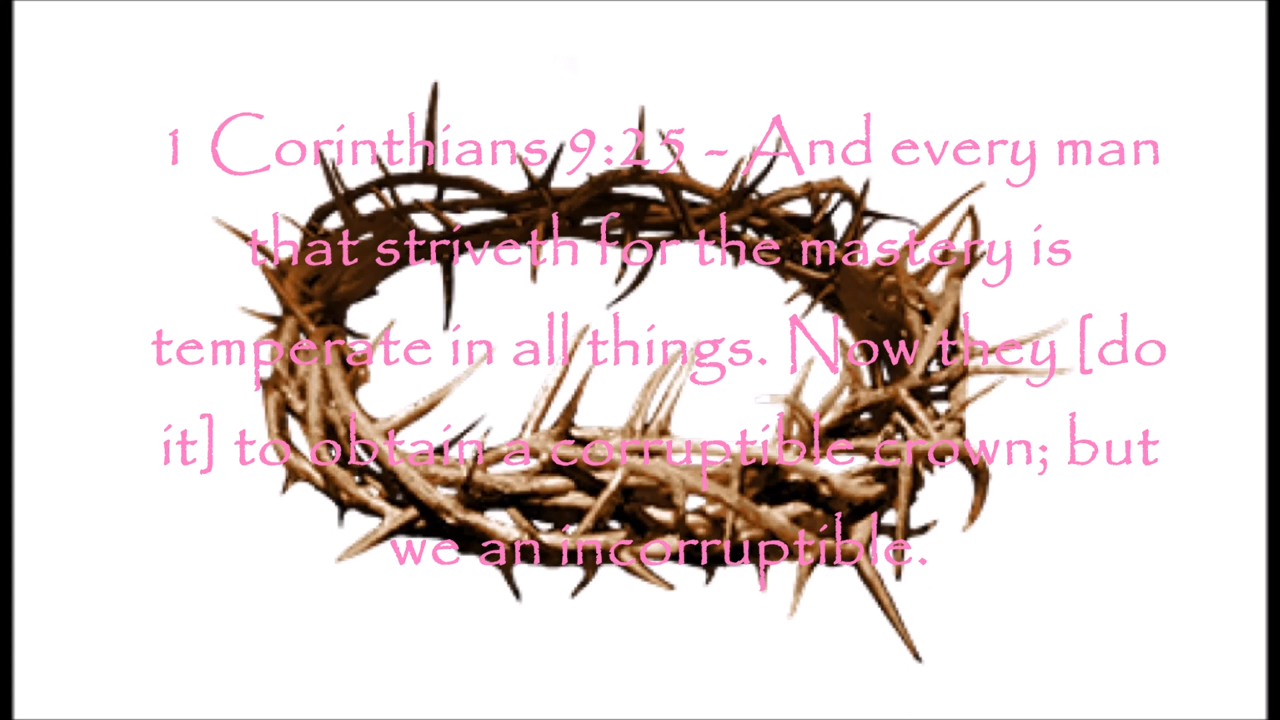 1 Corinthians 9:25 - And every man
that striveth for the mastery is
temperate in all things. Now they [do
it] to obtain a corruptible crown; but
we an incorruptible.